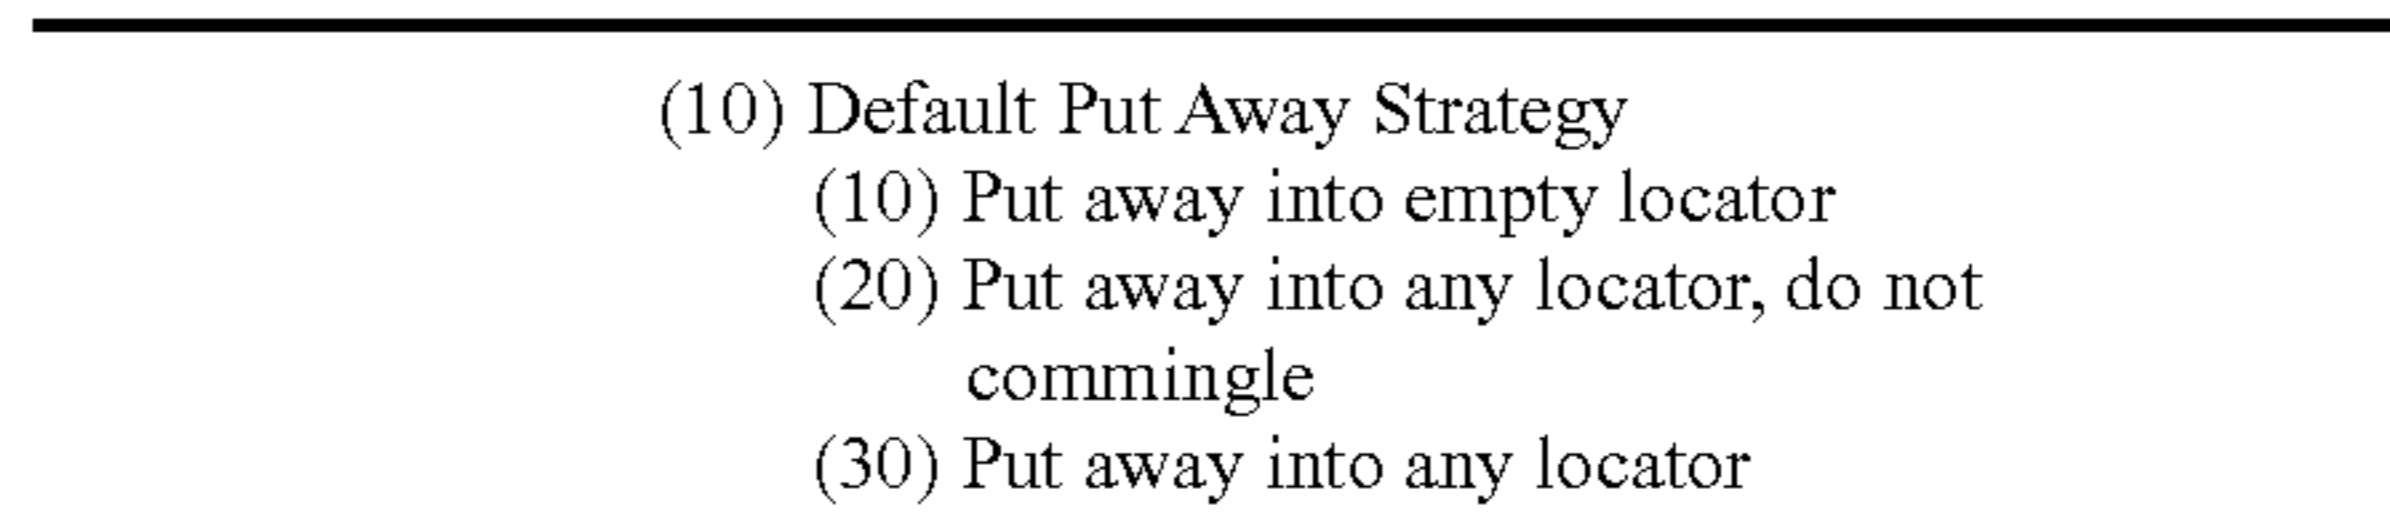 (10) Default Put Away Strategy
(10) Put away into empty locator
(20) Put away into any locator, do not
commingle
(30) Put away into any locator